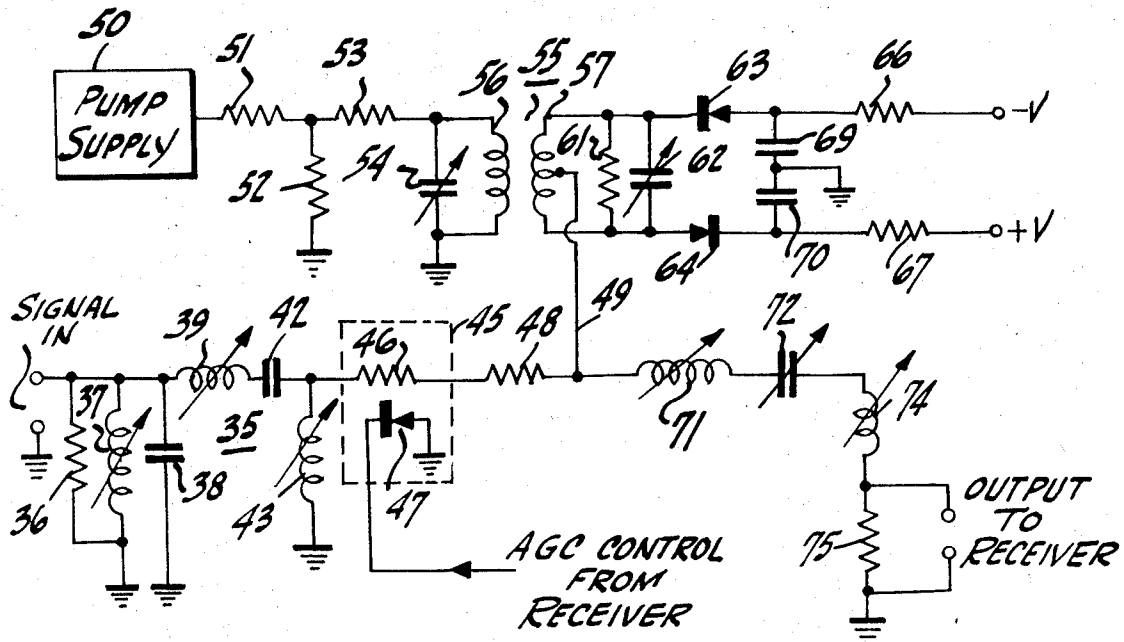 50
PUMP
SUPPLY
51
53
52
54
56
55
57
61
62
63
64
66
67
69
70
-V
+V
SIGNAL
IN
39
42
45
46
48
49
72
37
35
38
36
43
47
71
74
75
AGC CONTROL
FROM
RECEIVER
OUTPUT
TO
RECEIVER